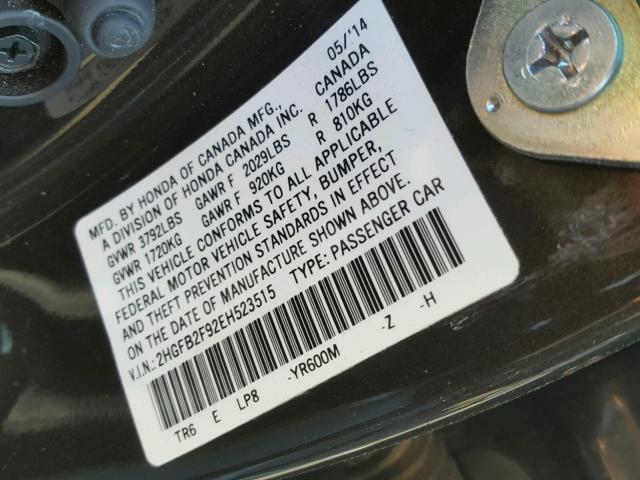 MFD. BY HONDA OF CANADA MFG., 05/'14
A DIVISION OF HONDA CANADA INC. CANADA
GVWR 3792LBS GAWR F 2029LBS R 1786LBS
GVWR 1720KG GAWR F 920KG R 810KG
THIS VEHICLE CONFORMS TO ALL APPLICABLE
FEDERAL MOTOR VEHICLE SAFETY, BUMPER,
AND THEFT PREVENTION STANDARDS IN EFFECT
ON THE DATE OF MANUFACTURE SHOWN ABOVE.
V.I.N.:2HGFB2F92EH523515 TYPE:PASSENGER CAR
TR6 E LP8 -YR600M -Z -H